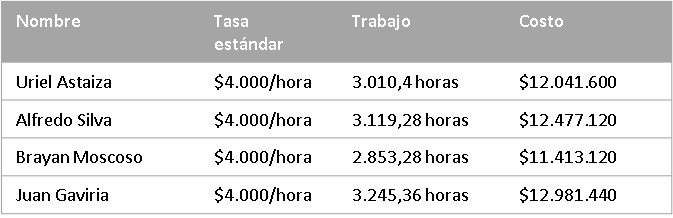 Nombre Tasa estándar Trabajo Costo
Uriel Astaiza $4.000/hora 3.010,4 horas $12.041.600
Alfredo Silva $4.000/hora 3.119,28 horas $12.477.120
Brayan Moscoso $4.000/hora 2.853,28 horas $11.413.120
Juan Gaviria $4.000/hora 3.245,36 horas $12.981.440